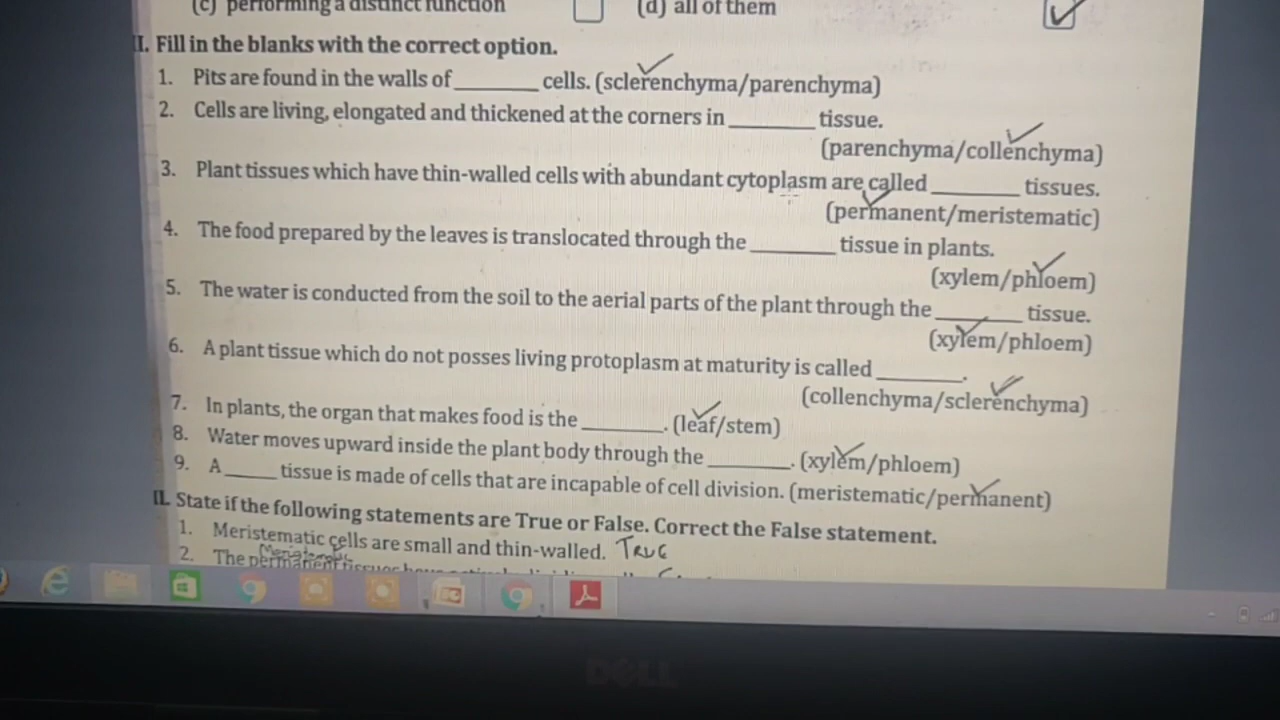 (c) performing a distinct function
(d) all of them
II. Fill in the blanks with the correct option.
1. Pits are found in the walls of ________ cells. (sclerenchyma/parenchyma)
2. Cells are living, elongated and thickened at the corners in ________ tissue.
(parenchyma/collenchyma)
3. Plant tissues which have thin-walled cells with abundant cytoplasm are called ________ tissues.
(permanent/meristematic)
4. The food prepared by the leaves is translocated through the ________ tissue in plants.
(xylem/phloem)
5. The water is conducted from the soil to the aerial parts of the plant through the ________ tissue.
(xylem/phloem)
6. A plant tissue which do not posses living protoplasm at maturity is called ________.
(collenchyma/sclerenchyma)
7. In plants, the organ that makes food is the ________. (leaf/stem)
8. Water moves upward inside the plant body through the ________. (xylem/phloem)
9. A _____ tissue is made of cells that are incapable of cell division. (meristematic/permanent)
II. State if the following statements are True or False. Correct the False statement.
1. Meristematic cells are small and thin-walled. True
2. The permanent
DELL